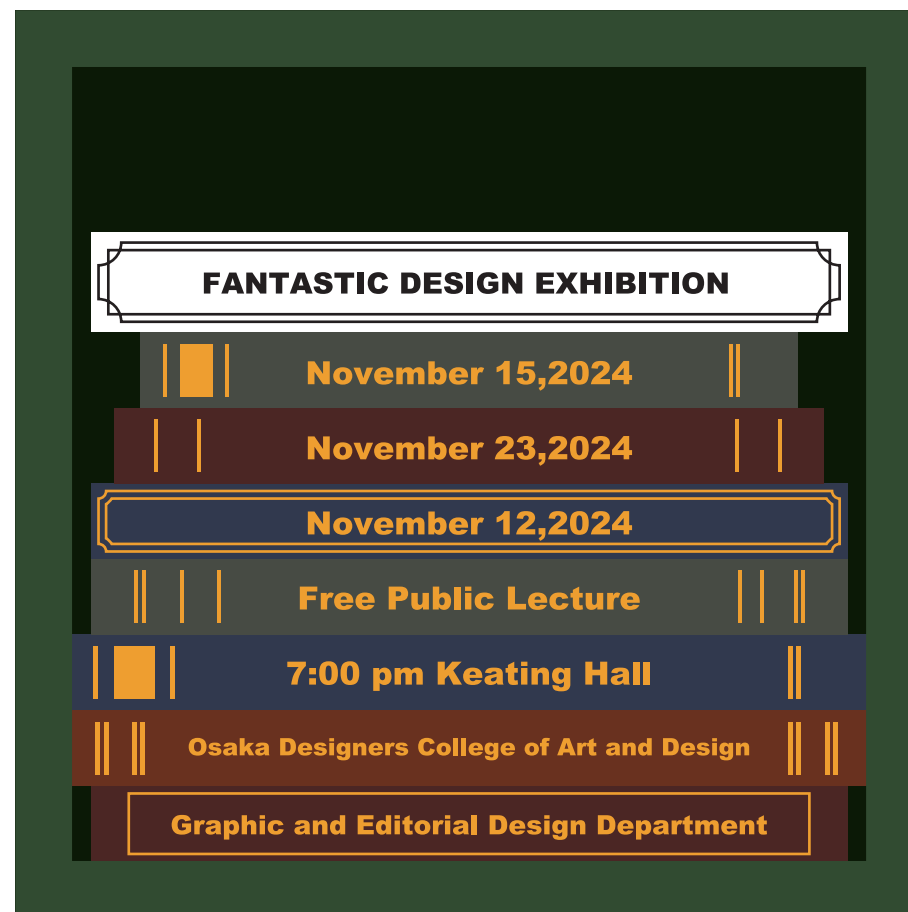 FANTASTIC DESIGN EXHIBITION
November 15,2024
November 23,2024
November 12,2024
Free Public Lecture
7:00 pm Keating Hall
Osaka Designers College of Art and Design
Graphic and Editorial Design Department